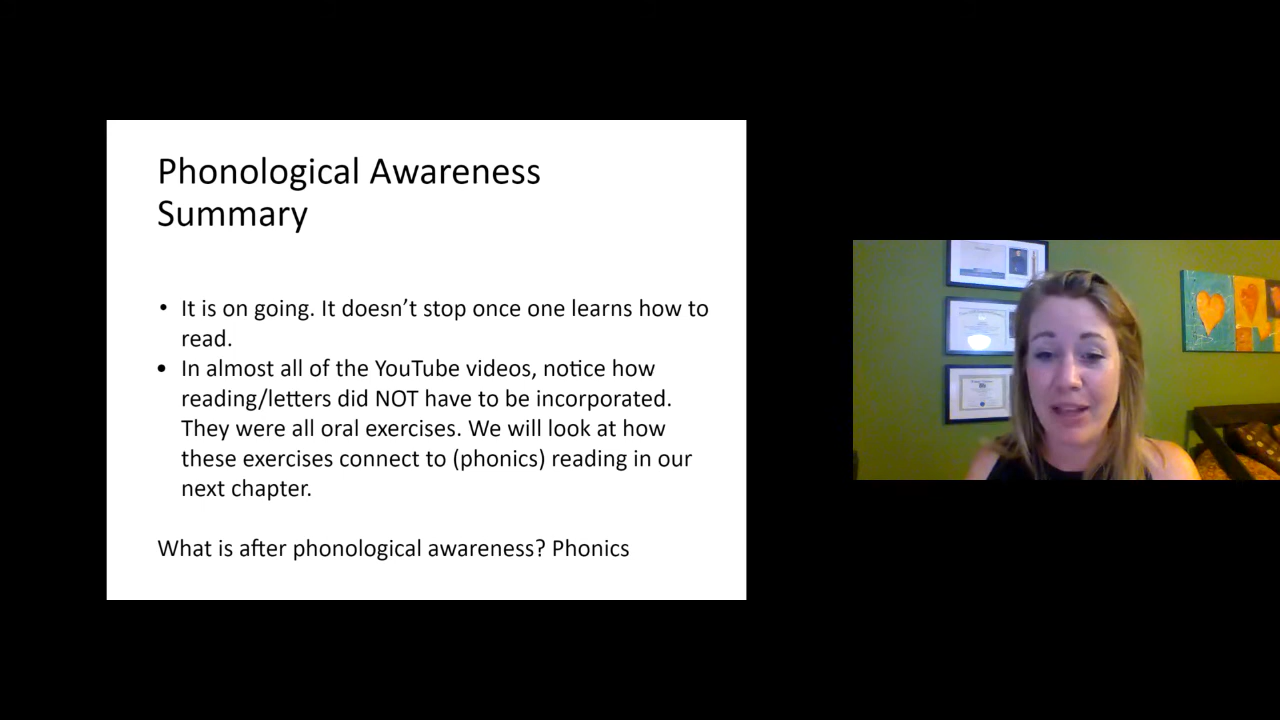 Phonological Awareness
Summary
• It is on going. It doesn’t stop once one learns how to
read.
• In almost all of the YouTube videos, notice how
reading/letters did NOT have to be incorporated.
They were all oral exercises. We will look at how
these exercises connect to (phonics) reading in our
next chapter.
What is after phonological awareness? Phonics